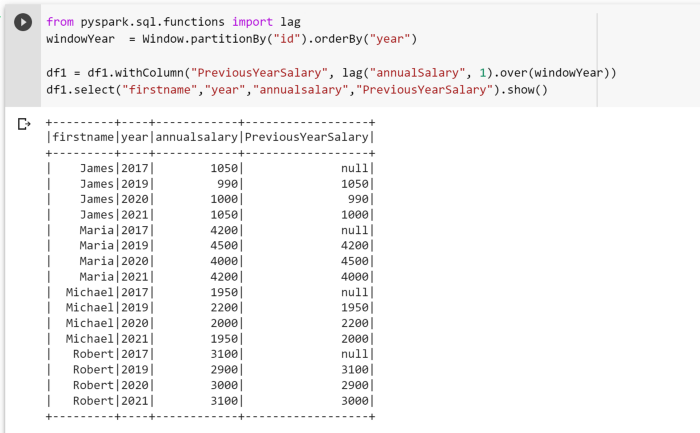 from pyspark.sql.functions import lag
windowYear  = Window.partitionBy("id").orderBy("year")
df1 = df1.withColumn("PreviousYearSalary", lag("annualSalary", 1).over(windowYear))
df1.select("firstname","year","annualsalary","PreviousYearSalary").show()
+---------+----+------------+------------------+
|firstname|year|annualsalary|PreviousYearSalary|
+---------+----+------------+------------------+
|    James|2017|        1050|              null|
|    James|2019|         990|              1050|
|    James|2020|        1000|               990|
|    James|2021|        1050|              1000|
|    Maria|2017|        4200|              null|
|    Maria|2019|        4500|              4200|
|    Maria|2020|        4000|              4500|
|    Maria|2021|        4200|              4000|
|  Michael|2017|        1950|              null|
|  Michael|2019|        2200|              1950|
|  Michael|2020|        2000|              2200|
|  Michael|2021|        1950|              2000|
|   Robert|2017|        3100|              null|
|   Robert|2019|        2900|              3100|
|   Robert|2020|        3000|              2900|
|   Robert|2021|        3100|              3000|
+---------+----+------------+------------------+